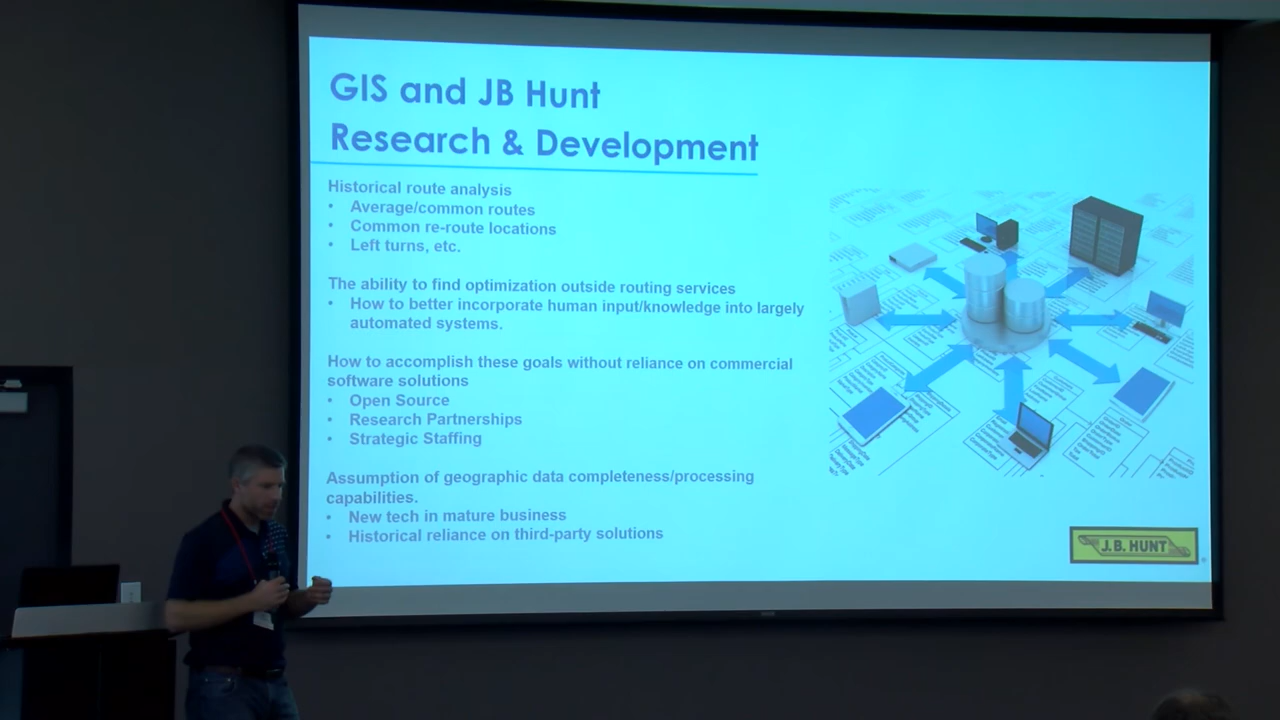 GIS and JB Hunt
Research & Development
Historical route analysis
• Average/common routes
• Common re-route locations
• Left turns, etc.
The ability to find optimization outside routing services
• How to better incorporate human input/knowledge into largely
automated systems.
How to accomplish these goals without reliance on commercial
software solutions
• Open Source
• Research Partnerships
• Strategic Staffing
Assumption of geographic data completeness/processing
capabilities.
• New tech in mature business
• Historical reliance on third-party solutions
J.B. HUNT